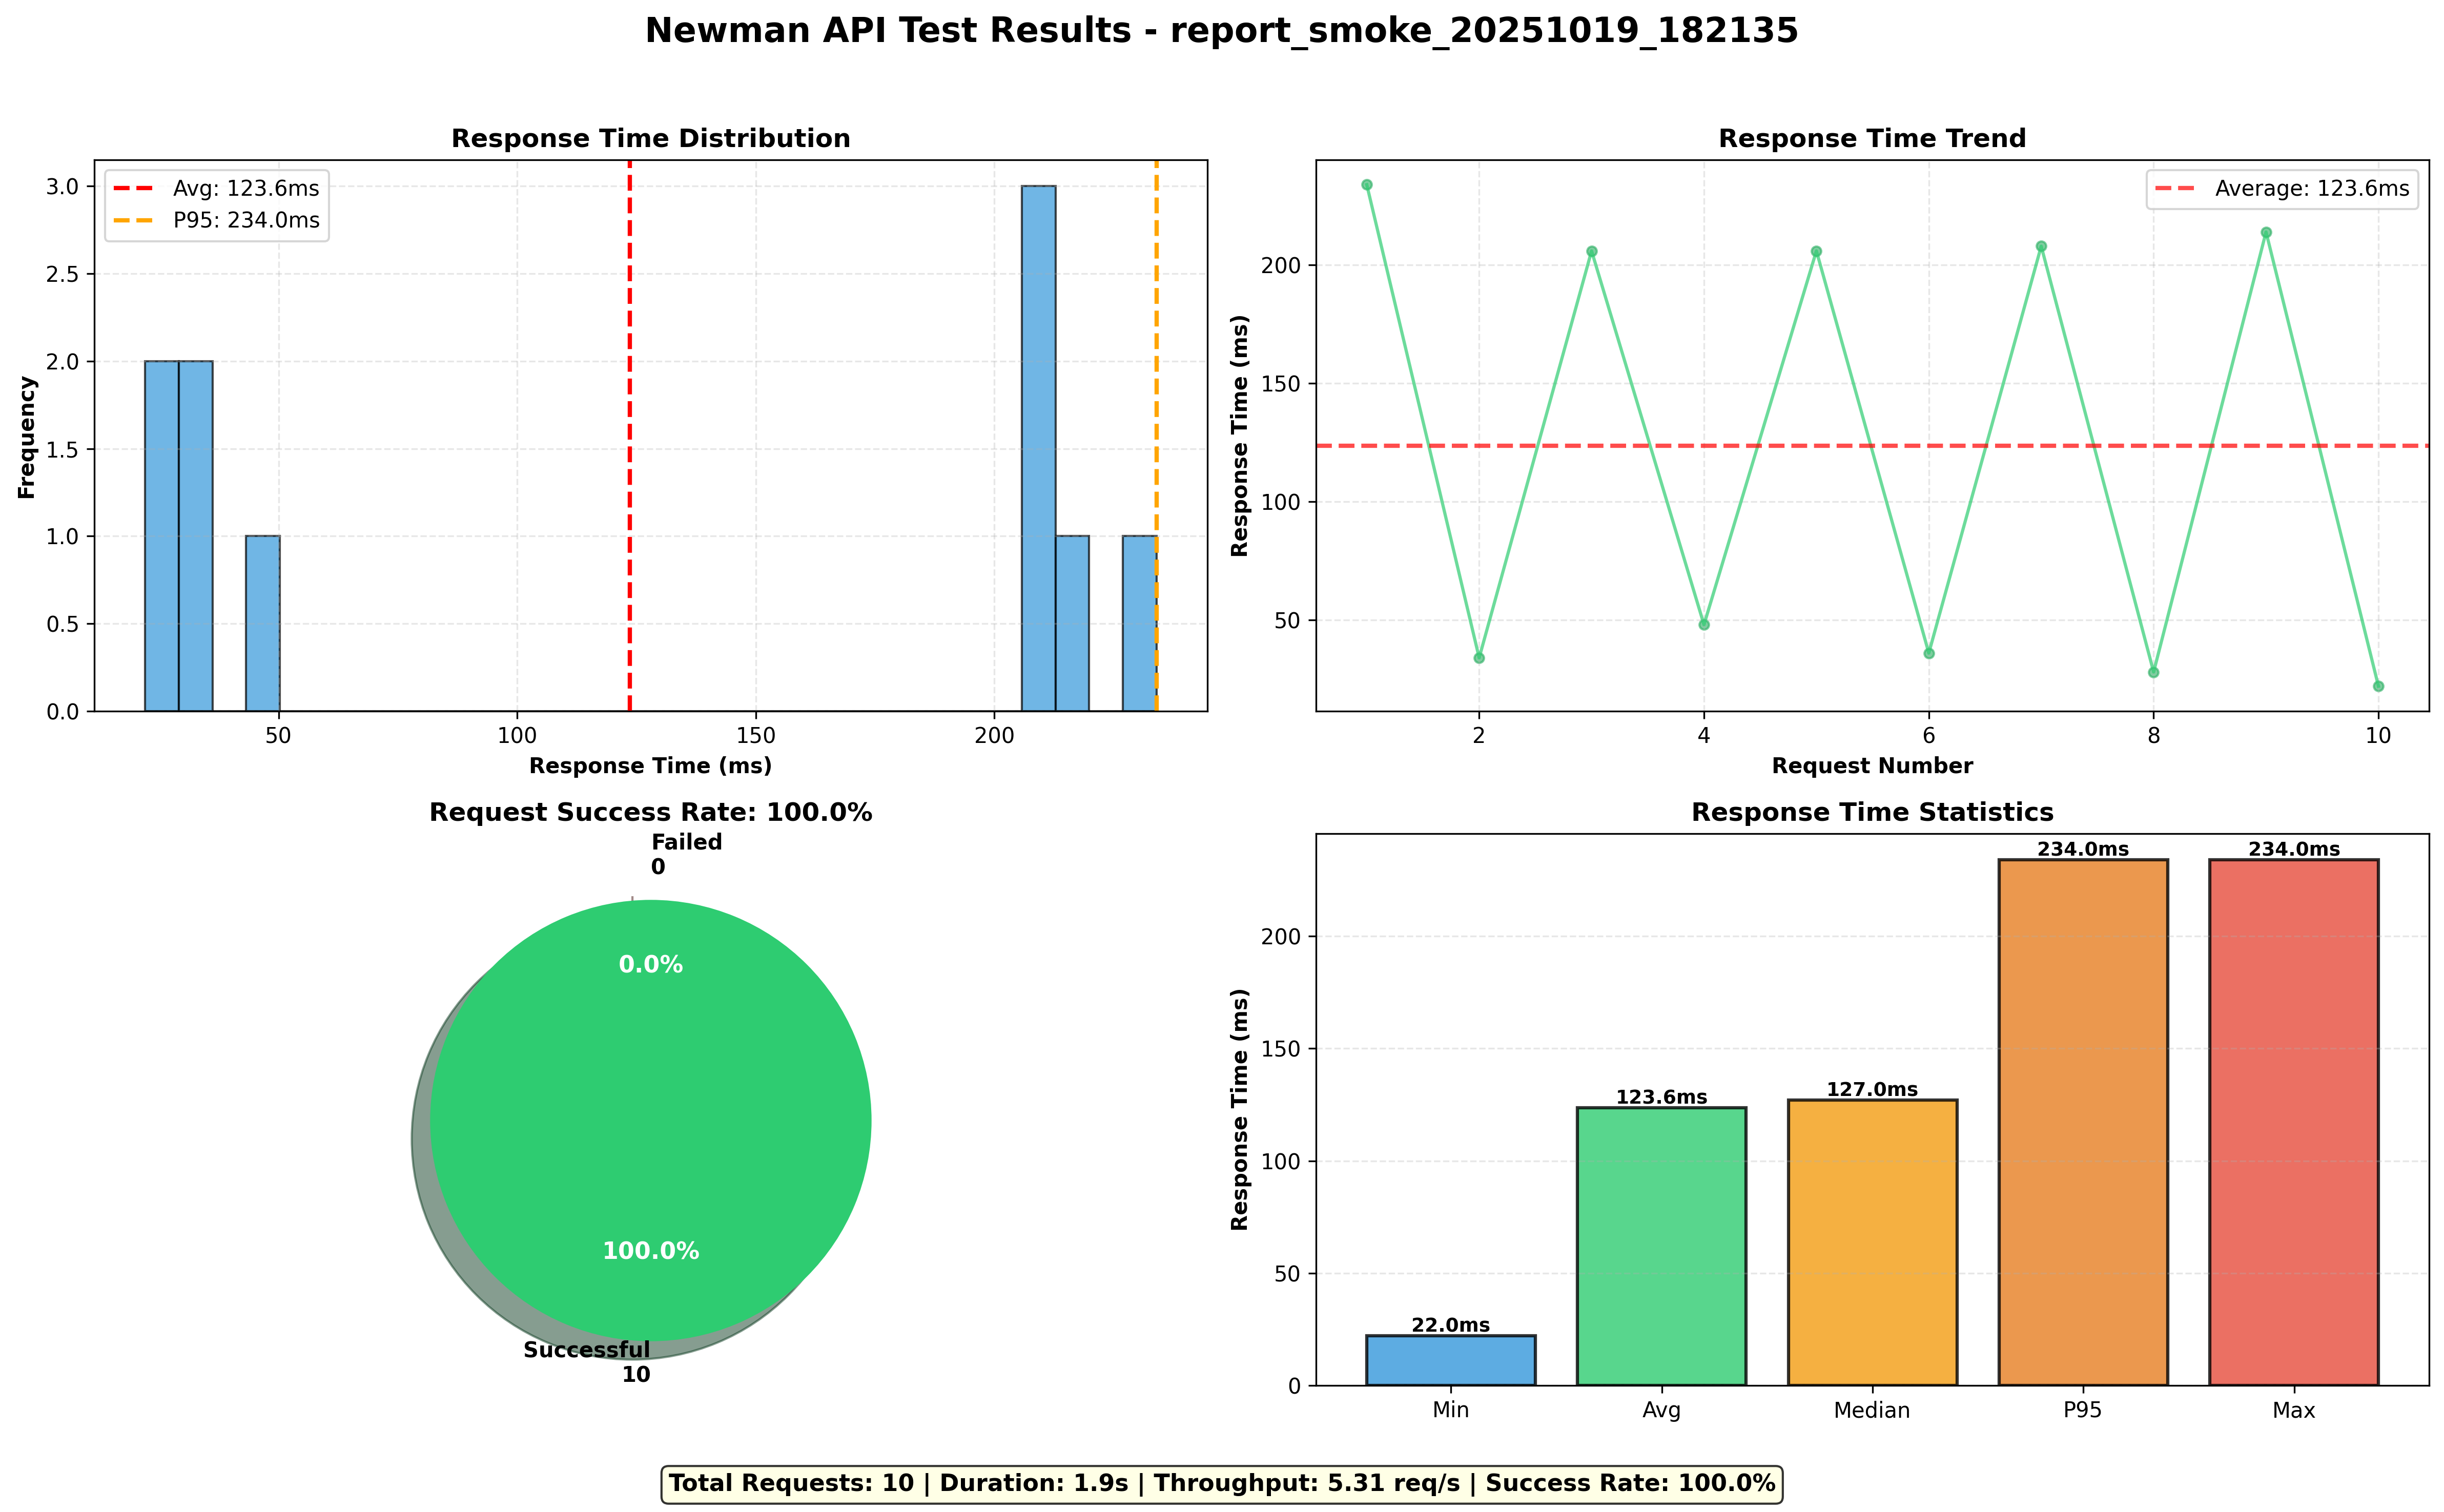 Newman API Test Results - report_smoke_20251019_182135
Response Time Distribution
Avg: 123.6ms
P95: 234.0ms
Frequency
3.0
2.5
2.0
1.5
1.0
0.5
0.0
50
100
150
200
Response Time (ms)
Response Time Trend
Average: 123.6ms
Response Time (ms)
200
150
100
50
2
4
6
8
10
Request Number
Request Success Rate: 100.0%
Failed
0
0.0%
100.0%
Successful
10
Response Time Statistics
Response Time (ms)
200
150
100
50
0
22.0ms
123.6ms
127.0ms
234.0ms
234.0ms
Min
Avg
Median
P95
Max
Total Requests: 10 | Duration: 1.9s | Throughput: 5.31 req/s | Success Rate: 100.0%